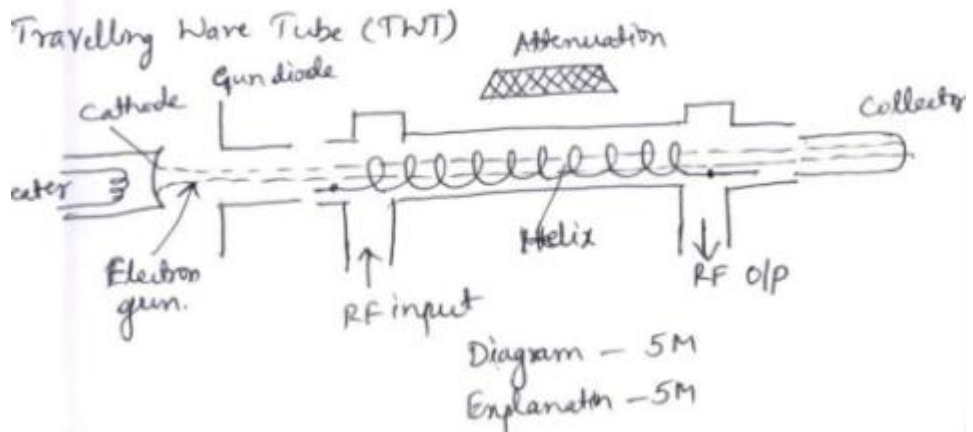 Travelling Wave Tube (TWT)
Attenuation
Gun diode
Cathode
Collector
eater
Helix
Electron
gun.
RF input
RF O/P
Diagram - 5M
Explanatin - 5M